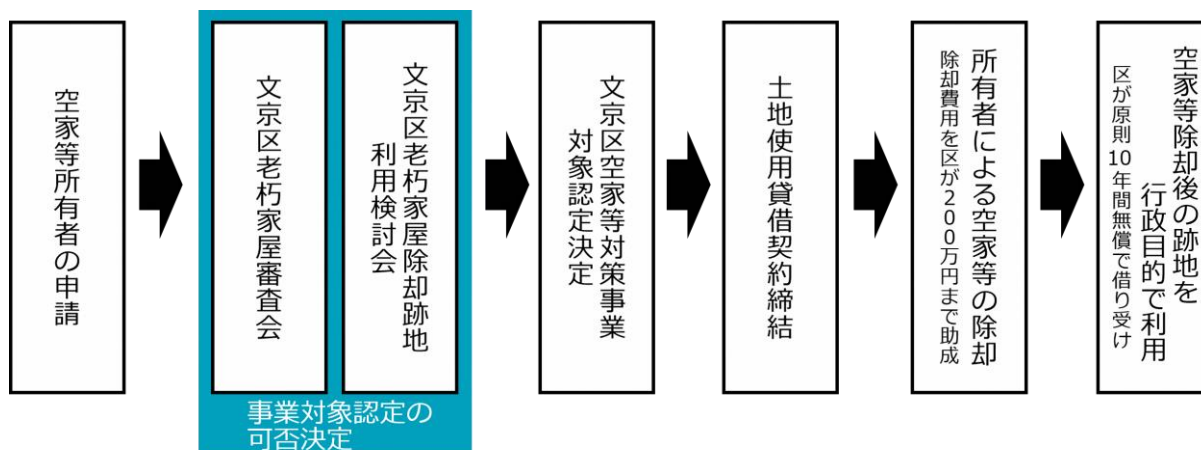 空家等所有者の申請
文京区老朽家屋審査会
文京区老朽家屋除却跡地
利用検討会
事業対象認定の
可否決定
文京区空家等対策事業
対象認定決定
土地使用貸借契約締結
所有者による空家等の除却
除却費用を区が200万円まで助成
空家等除却後の跡地を
行政目的で利用
区が原則10年間無償で借り受け